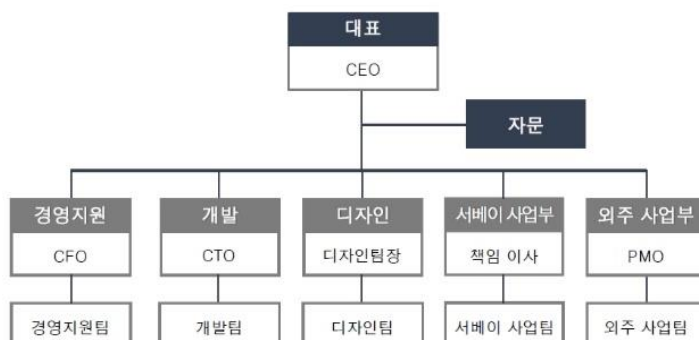 대표
CEO
자문
경영지원 개발 디자인 서베이 사업부 외주 사업부
CFO CTO 디자인팀장 책임 이사 PMO
경영지원팀 개발팀 디자인팀 서베이 사업팀 외주 사업팀